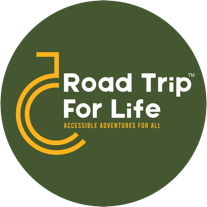 Road Trip™
For Life
ACCESSIBLE ADVENTURES FOR ALL